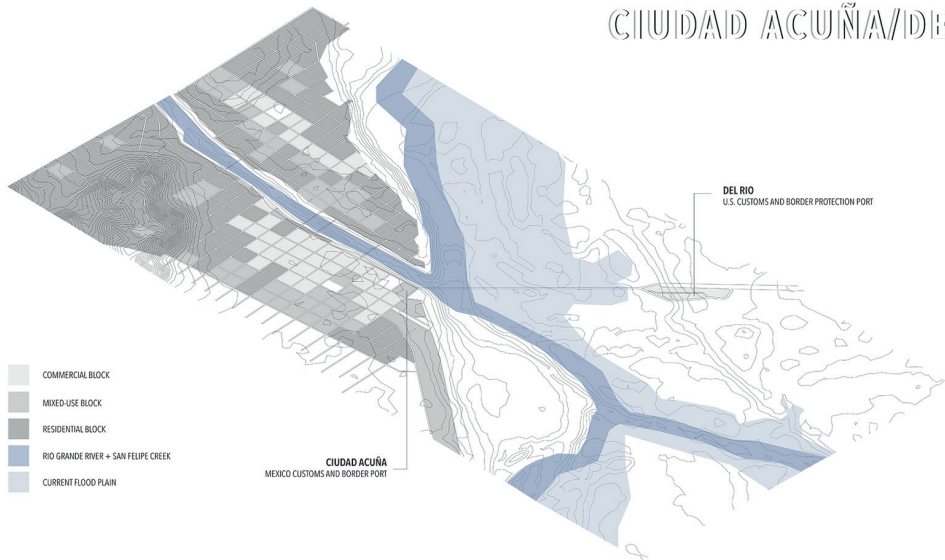 CIUDAD ACUÑA/DE
DEL RIO
U.S. CUSTOMS AND BORDER PROTECTION PORT
COMMERCIAL BLOCK
MIXED-USE BLOCK
RESIDENTIAL BLOCK
RIO GRANDE RIVER + SAN FELIPE CREEK
CURRENT FLOOD PLAIN
CIUDAD ACUÑA
MEXICO CUSTOMS AND BORDER PORT